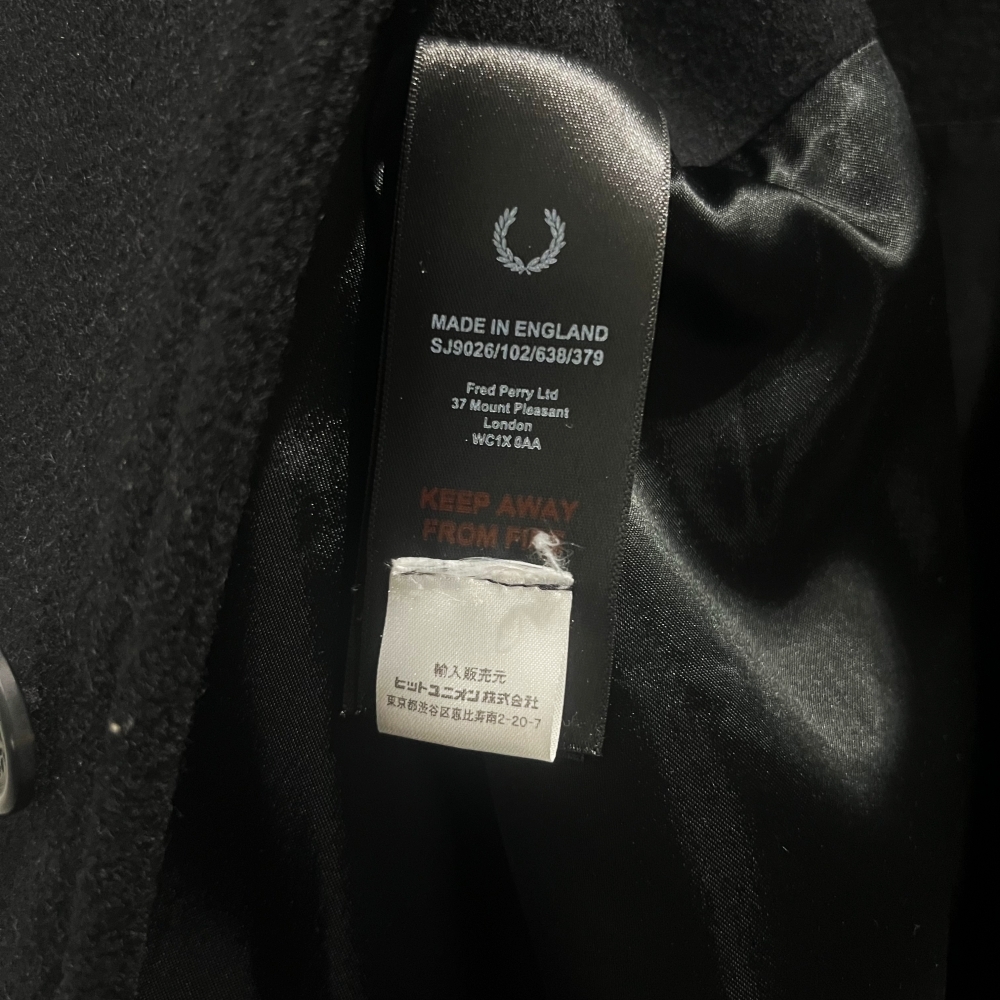 MADE IN ENGLAND
SJ9026/102/638/379
Fred Perry Ltd
37 Mount Pleasant
London
WC1X 0AA
KEEP AWAY
FROM FIRE
輸入販売元
ヒットユニオン株式会社
東京都渋谷区恵比寿南2-20-7